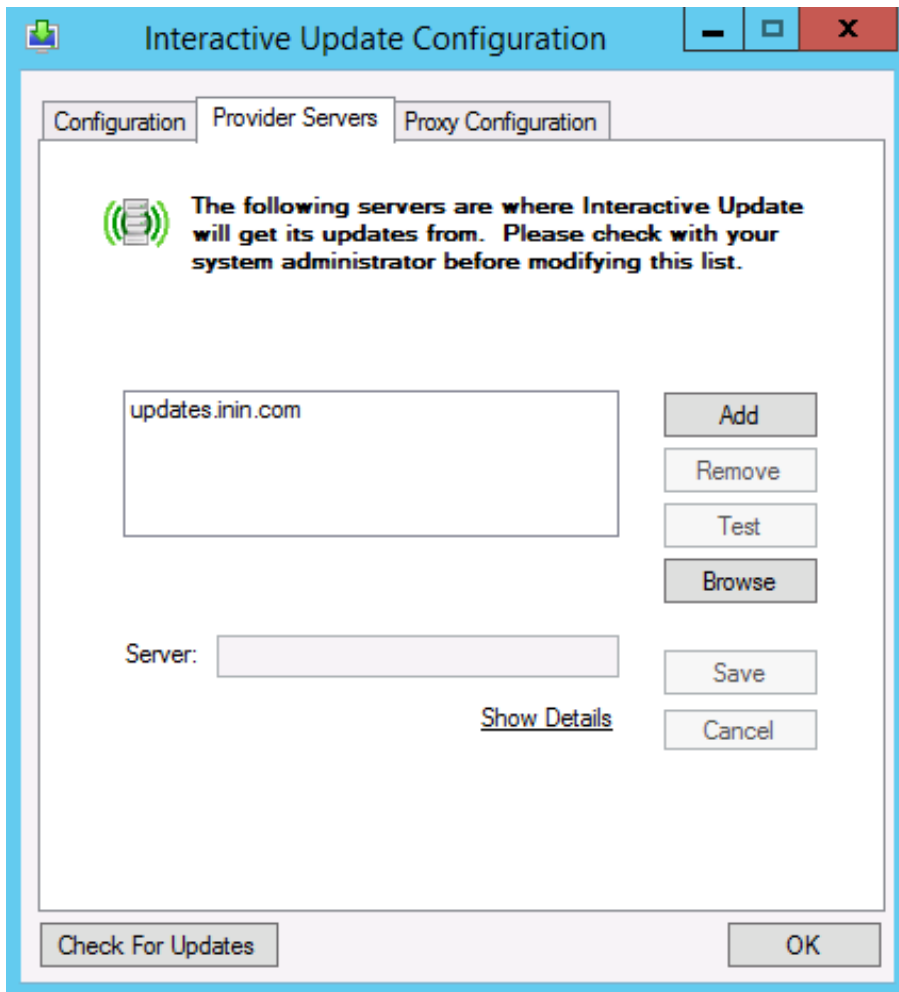 Interactive Update Configuration
Configuration
Provider Servers
Proxy Configuration
The following servers are where Interactive Update
will get its updates from.  Please check with your
system administrator before modifying this list.
updates.inin.com
Add
Remove
Test
Browse
Server:
Save
Show Details
Cancel
Check For Updates
OK